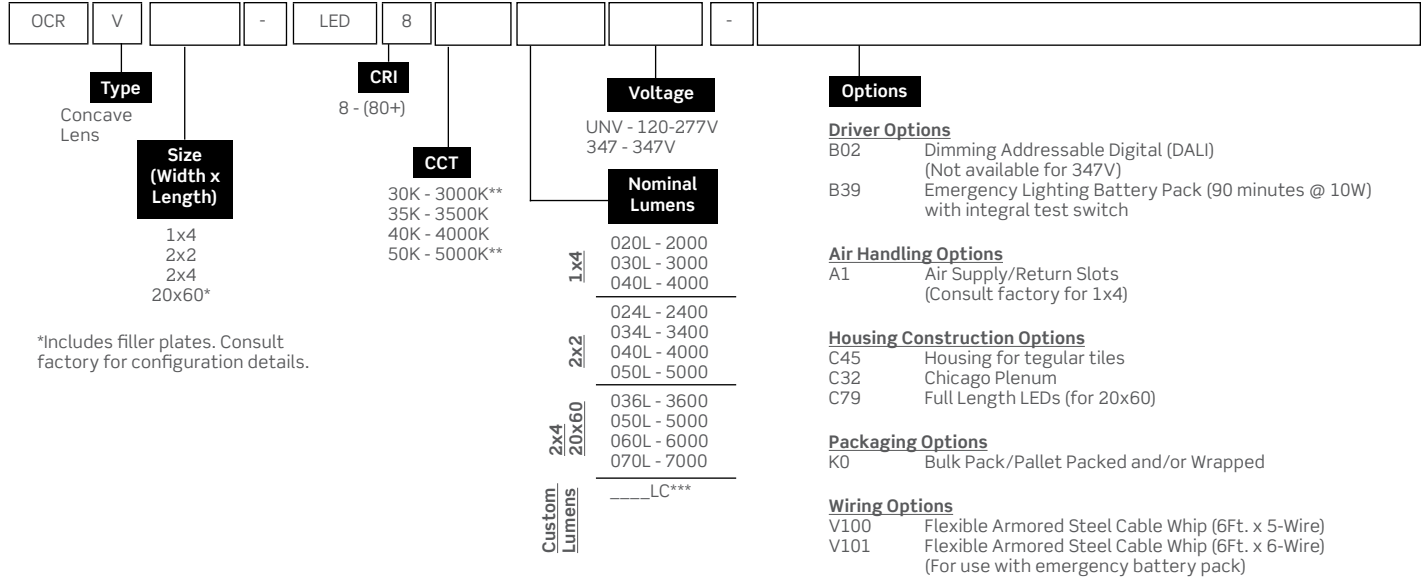 OCR V - LED 8 -
Type
Concave
Lens
Size
(Width x
Length)
1x4
2x2
2x4
20x60*
*Includes filler plates. Consult
factory for configuration details.
CRI
8 - (80+)
CCT
30K - 3000K**
35K - 3500K
40K - 4000K
50K - 5000K**
Voltage
UNV - 120-277V
347 - 347V
Nominal
Lumens
1x4
020L - 2000
030L - 3000
040L - 4000
2x2
024L - 2400
034L - 3400
040L - 4000
050L - 5000
2x4
20x60
036L - 3600
050L - 5000
060L - 6000
070L - 7000
Custom
Lumens
____LC***
Options
Driver Options
B02 Dimming Addressable Digital (DALI)
(Not available for 347V)
B39 Emergency Lighting Battery Pack (90 minutes @ 10W)
with integral test switch
Air Handling Options
A1 Air Supply/Return Slots
(Consult factory for 1x4)
Housing Construction Options
C45 Housing for tegular tiles
C32 Chicago Plenum
C79 Full Length LEDs (for 20x60)
Packaging Options
K0 Bulk Pack/Pallet Packed and/or Wrapped
Wiring Options
V100 Flexible Armored Steel Cable Whip (6Ft. x 5-Wire)
V101 Flexible Armored Steel Cable Whip (6Ft. x 6-Wire)
(For use with emergency battery pack)